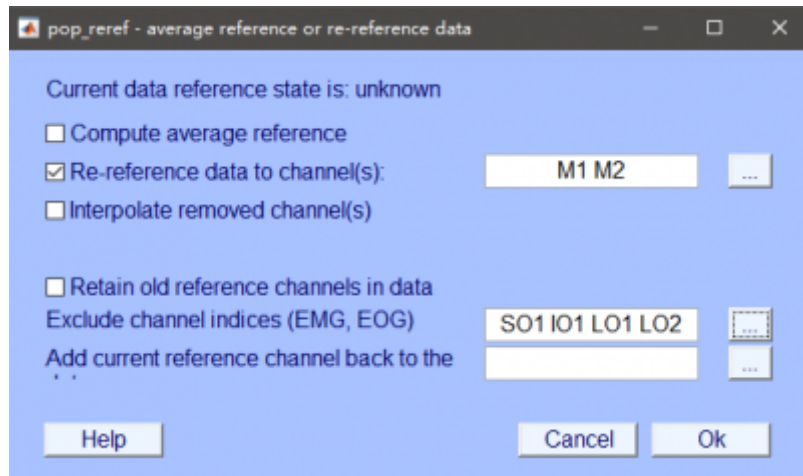 pop_reref - average reference or re-reference data
Current data reference state is: unknown
Compute average reference
Re-reference data to channel(s): M1 M2 ...
Interpolate removed channel(s)
Retain old reference channels in data
Exclude channel indices (EMG, EOG) SO1 IO1 LO1 LO2 ...
Add current reference channel back to the ...
Help Cancel Ok